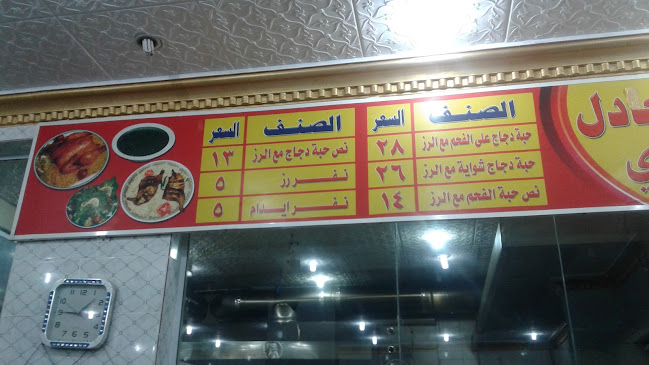 الصنف السعر
حبة دجاج على الفحم مع الرز ٢٨
حبة دجاج شواية مع الرز ٢٦
نص حبة الفحم مع الرز ١٤
الصنف السعر
نص حبة دجاج مع الرز ١٣
نفر رز ٥
نفر إيدام ٥